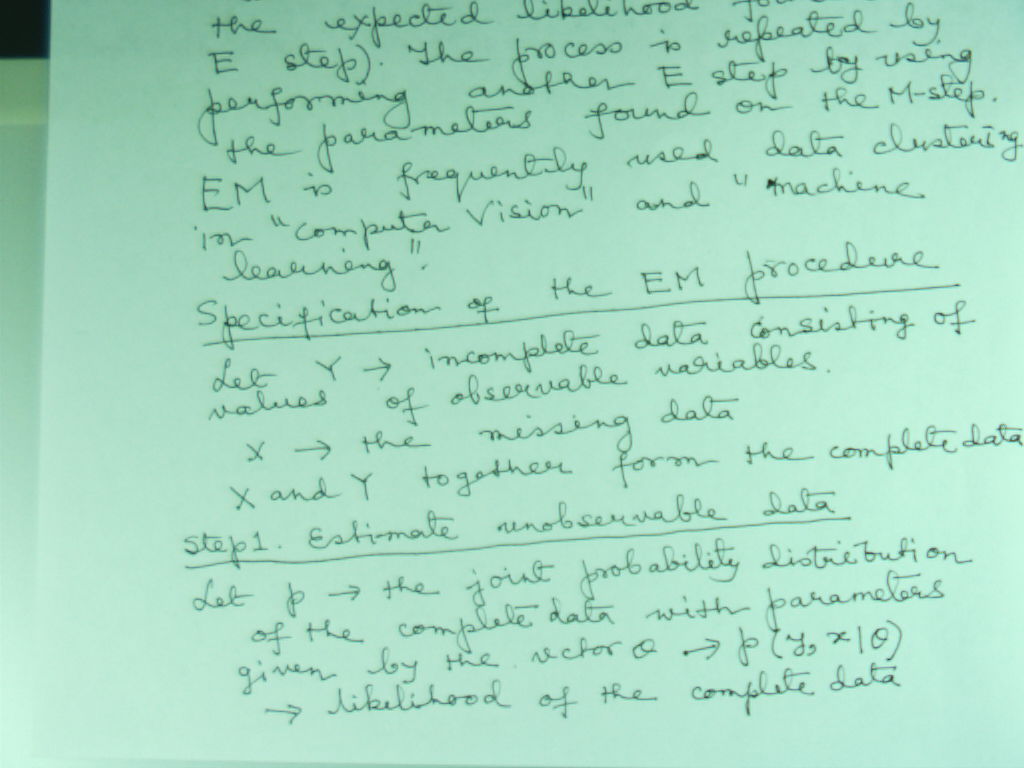 the expected likelihood
E step). The process is repeated by
performing another E step by using
the parameters found on the M-step.
EM is frequently used data clustering
in "computer Vision" and "machine
learning".
Specification of the EM procedure
Let Y → incomplete data consisting of
values of observable variables.
X → the missing data
X and Y together form the complete data
Step1. Estimate unobservable data
Let p → the joint probability distribution
of the complete data with parameters
given by the vector θ → p(y, x|θ)
→ likelihood of the complete data